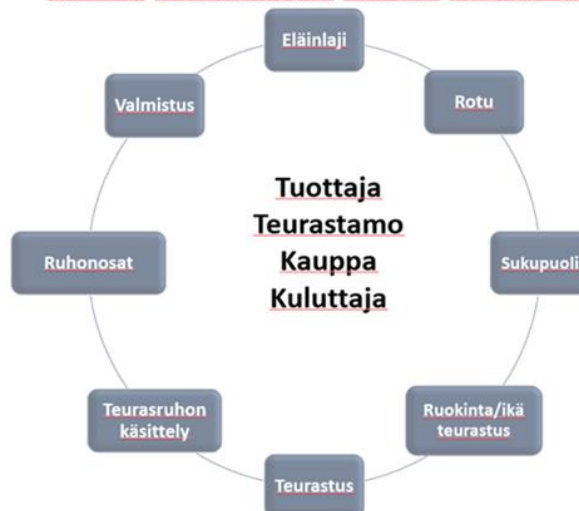 Eläinlaji
Rotu
Sukupuoli
Ruokinta/ikä
teurastus
Teurastus
Teurasruhon
käsittely
Ruhonosat
Valmistus
Tuottaja
Teurastamo
Kauppa
Kuluttaja